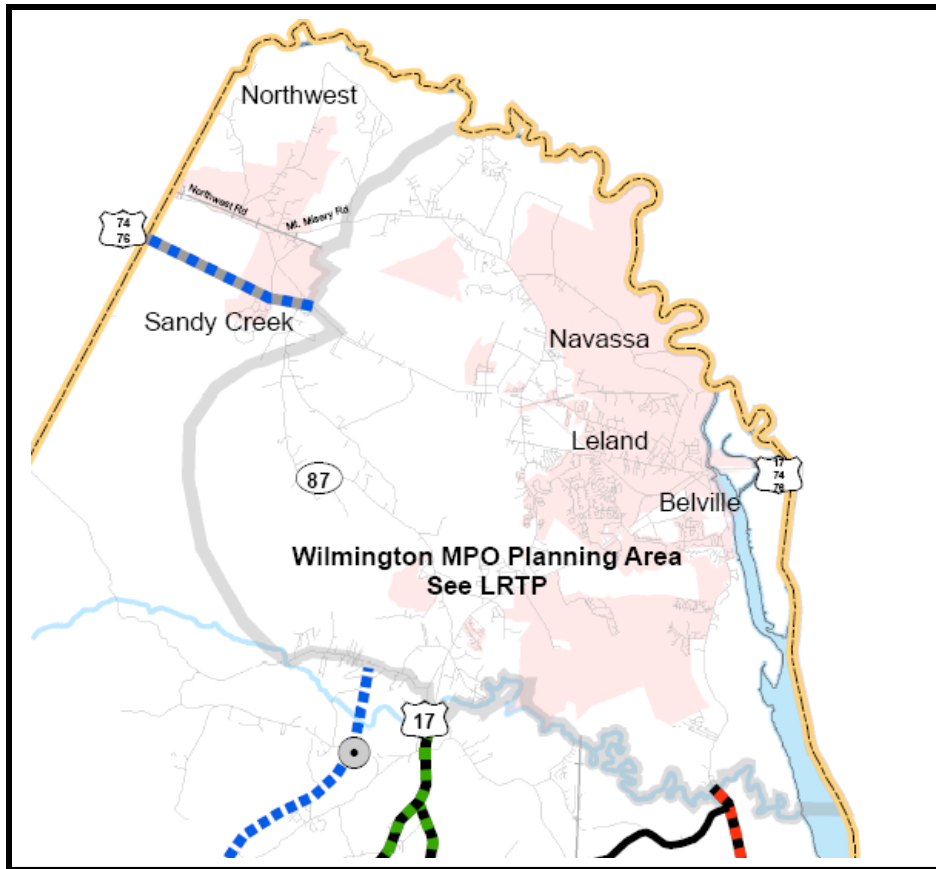 Northwest
Northwest Rd
Mt. Misery Rd
74
76
Sandy Creek
Navassa
Leland
17
74
76
87
Belville
Wilmington MPO Planning Area
See LRTP
17